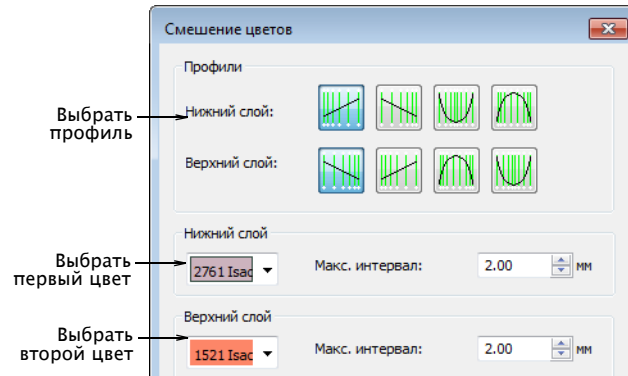 Смешение цветов
Профили
Выбрать профиль
Нижний слой:
Верхний слой:
Нижний слой
Выбрать первый цвет
2761 Isac
Макс. интервал:
2.00
мм
Верхний слой
Выбрать второй цвет
1521 Isac
Макс. интервал:
2.00
мм